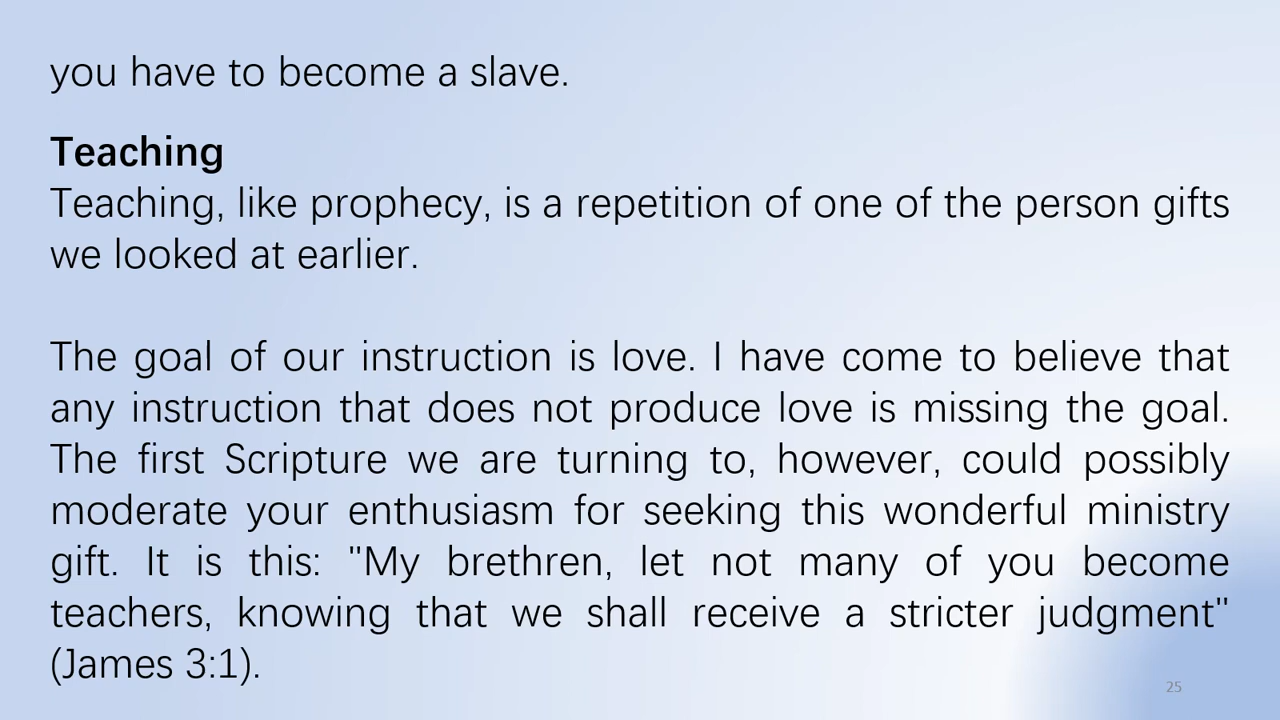 you have to become a slave.
Teaching
Teaching, like prophecy, is a repetition of one of the person gifts
we looked at earlier.
The goal of our instruction is love. I have come to believe that
any instruction that does not produce love is missing the goal.
The first Scripture we are turning to, however, could possibly
moderate your enthusiasm for seeking this wonderful ministry
gift. It is this: "My brethren, let not many of you become
teachers, knowing that we shall receive a stricter judgment"
(James 3:1).
25